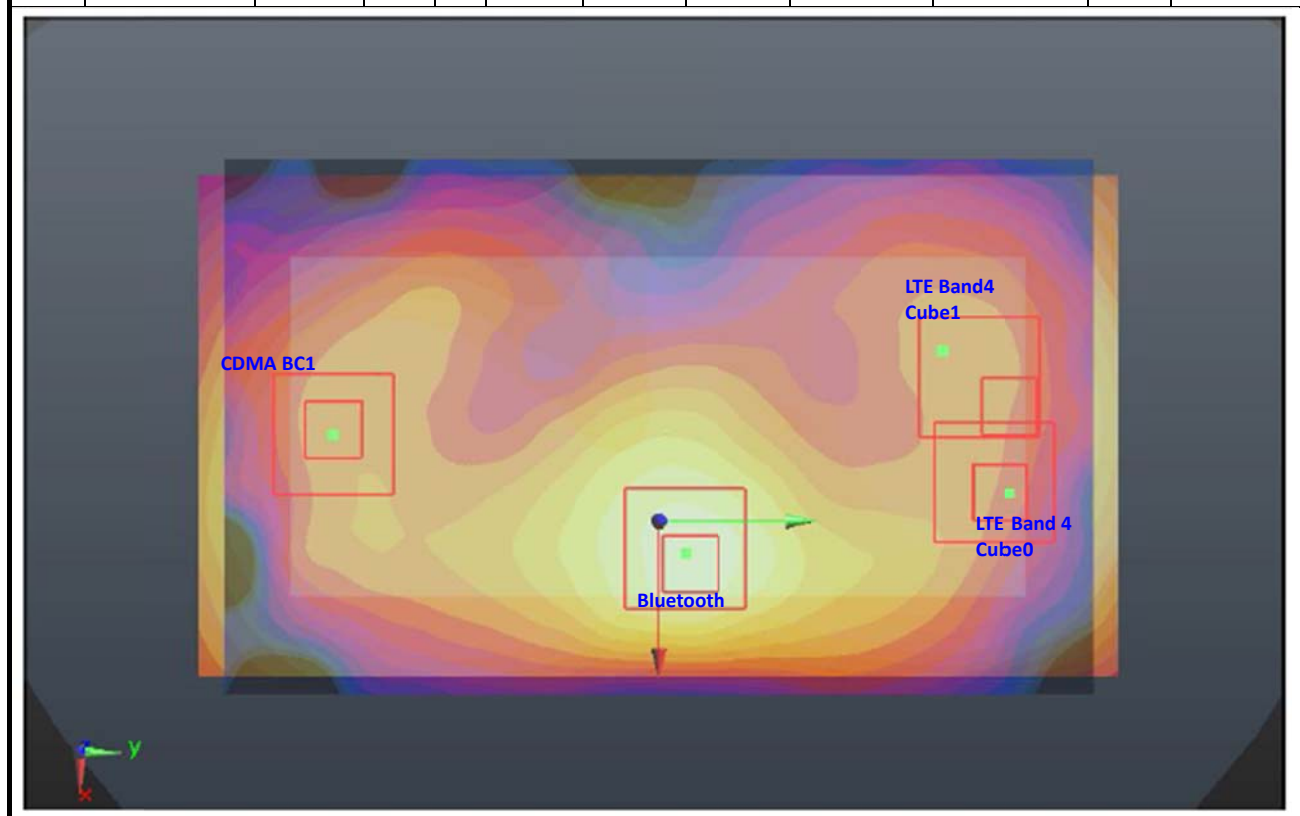 LTE Band4
Cube1
CDMA BC1
LTE Band 4
Cube0
Bluetooth
y
x